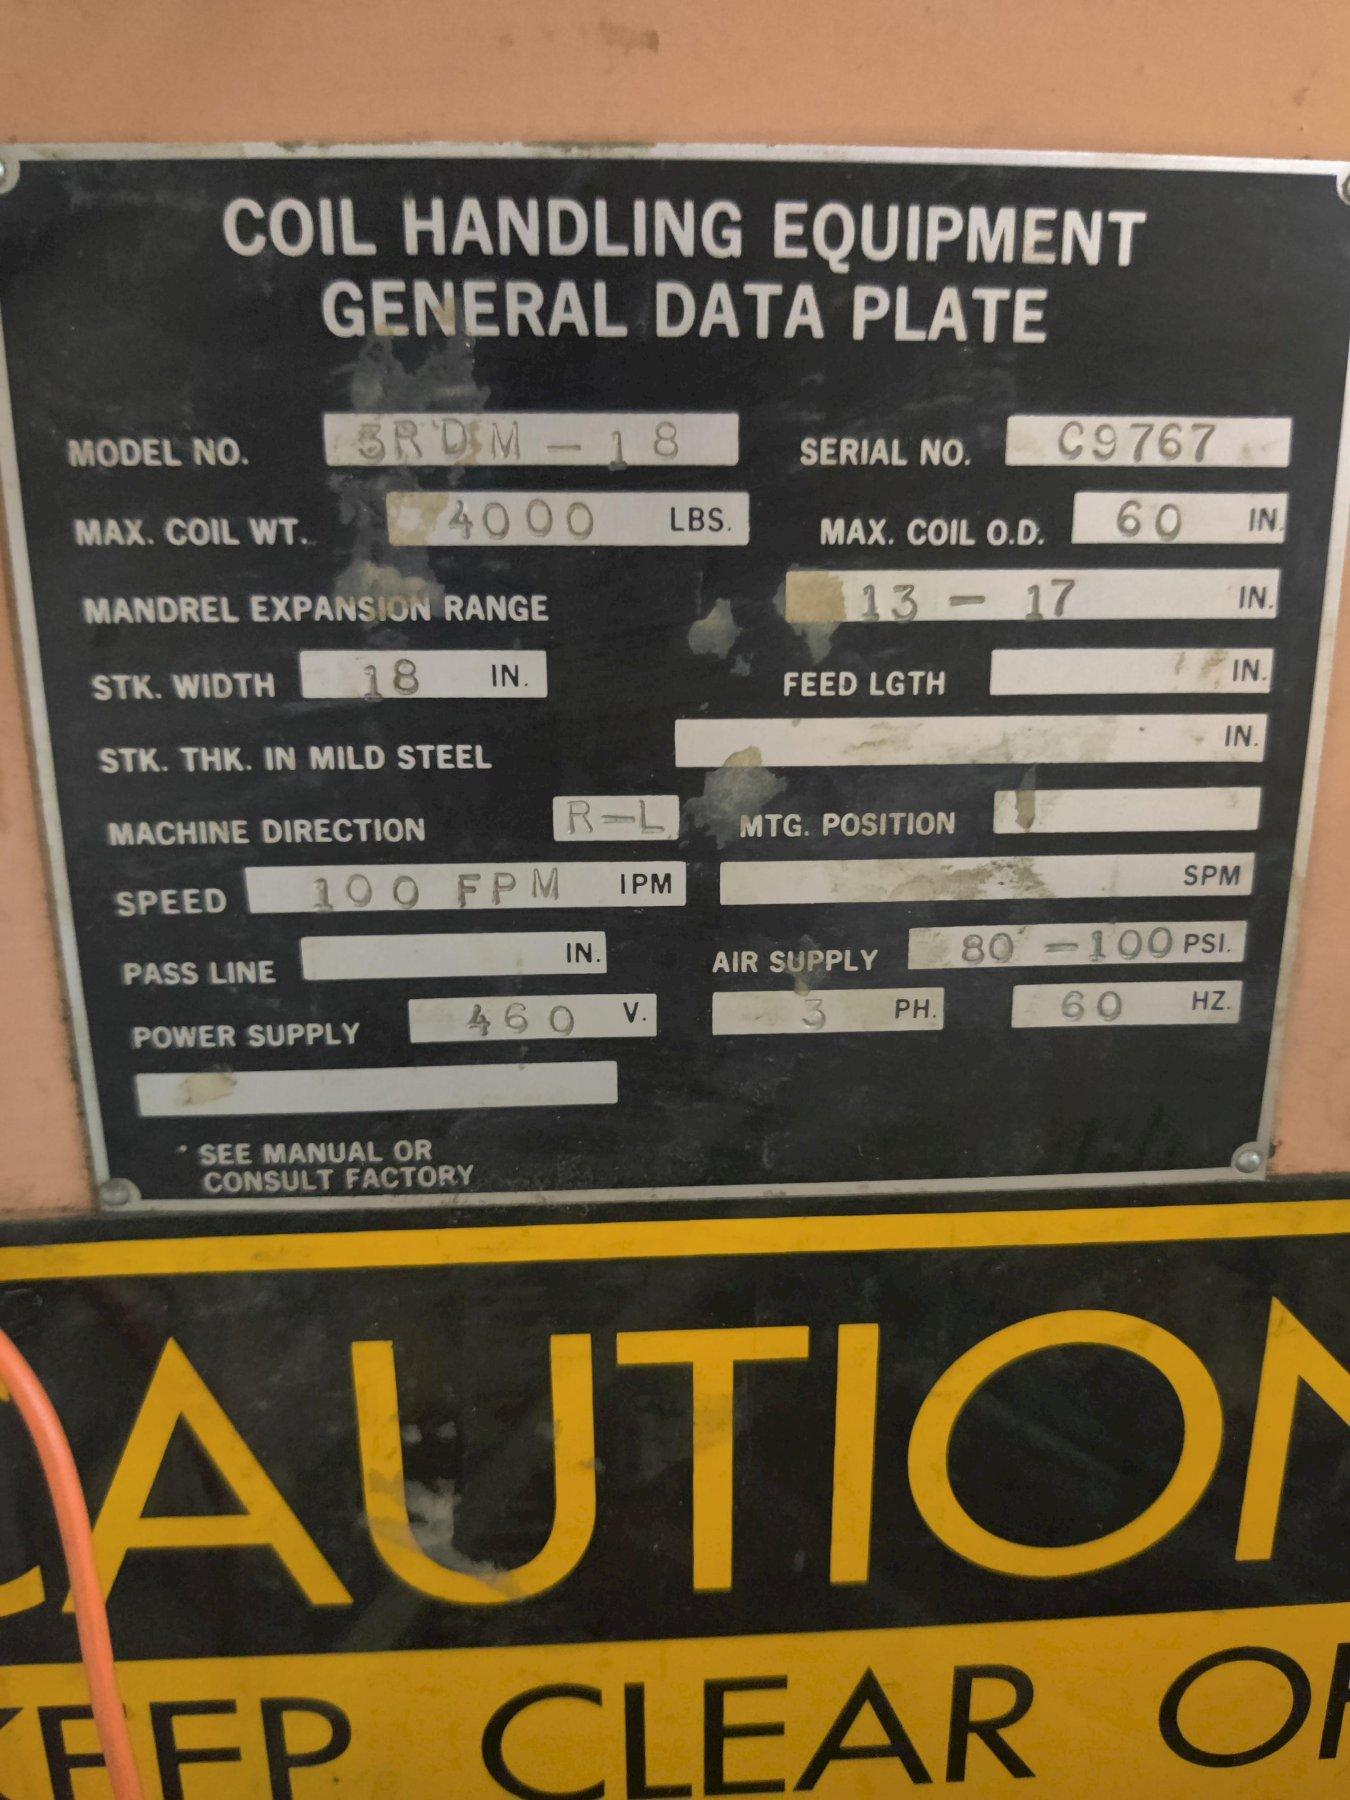 COIL HANDLING EQUIPMENT
GENERAL DATA PLATE
MODEL NO. 3RDM-18 SERIAL NO. C9767
MAX. COIL WT. 4000 LBS. MAX. COIL O.D. 60 IN.
MANDREL EXPANSION RANGE 13 - 17 IN.
STK. WIDTH 18 IN. FEED LGTH IN.
STK. THK. IN MILD STEEL IN.
MACHINE DIRECTION R-L MTG. POSITION
SPEED 100 FPM IPM SPM
PASS LINE IN. AIR SUPPLY 80 -100 PSI.
POWER SUPPLY 460 V. 3 PH. 60 HZ.
SEE MANUAL OR
CONSULT FACTORY
CAUTION
KEEP CLEAR OF